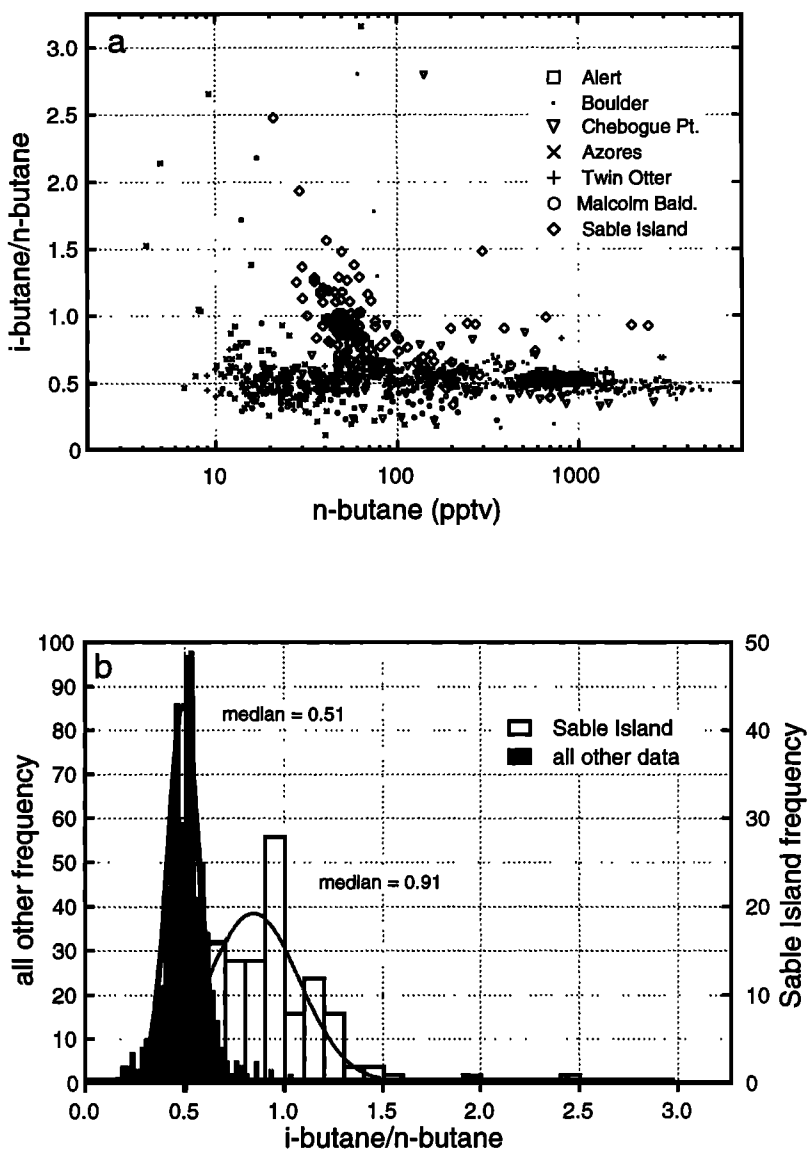 a
3.0
2.5
2.0
1.5
1.0
0.5
0
i-butane/n-butane
Alert
Boulder
Chebogue Pt.
Azores
Twin Otter
Malcolm Bald.
Sable Island
10
100
1000
n-butane (pptv)
b
100
90
80
70
60
50
40
30
20
10
0
all other frequency
median = 0.51
Sable Island
all other data
median = 0.91
50
40
30
20
10
0
Sable Island frequency
0.0
0.5
1.0
1.5
2.0
2.5
3.0
i-butane/n-butane